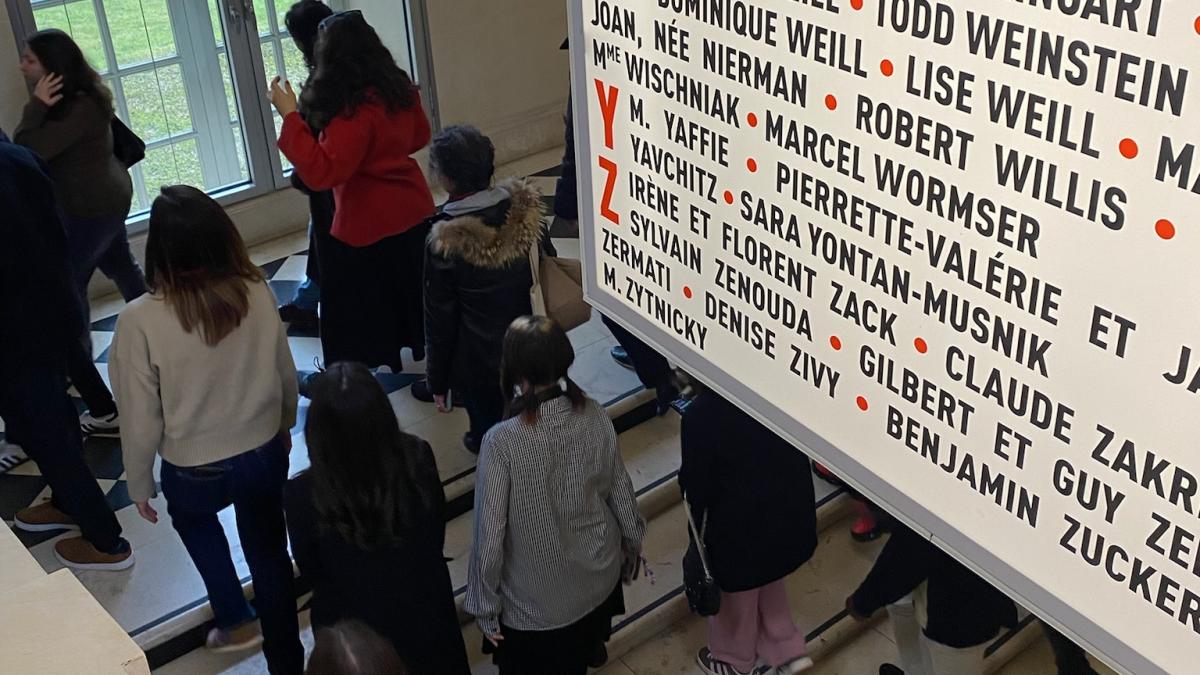 TODD WEINSTEIN
DOMINIQUE WEILL • LISE WEILL •
JOAN, NÉE NIERMAN • ROBERT WILLIS •
MME WISCHNIAK • MARCEL WORMSER
Y M. YAFFIE • PIERRETTE-VALÉRIE ET
YAVCHITZ • SARA YONTAN-MUSNIK
Z IRÈNE ET FLORENT ZACK • CLAUDE
SYLVAIN ZENOUDA • GILBERT ET GUY
ZERMATI • DENISE ZIVY • BENJAMIN ZUCKER
M. ZYTNICKY